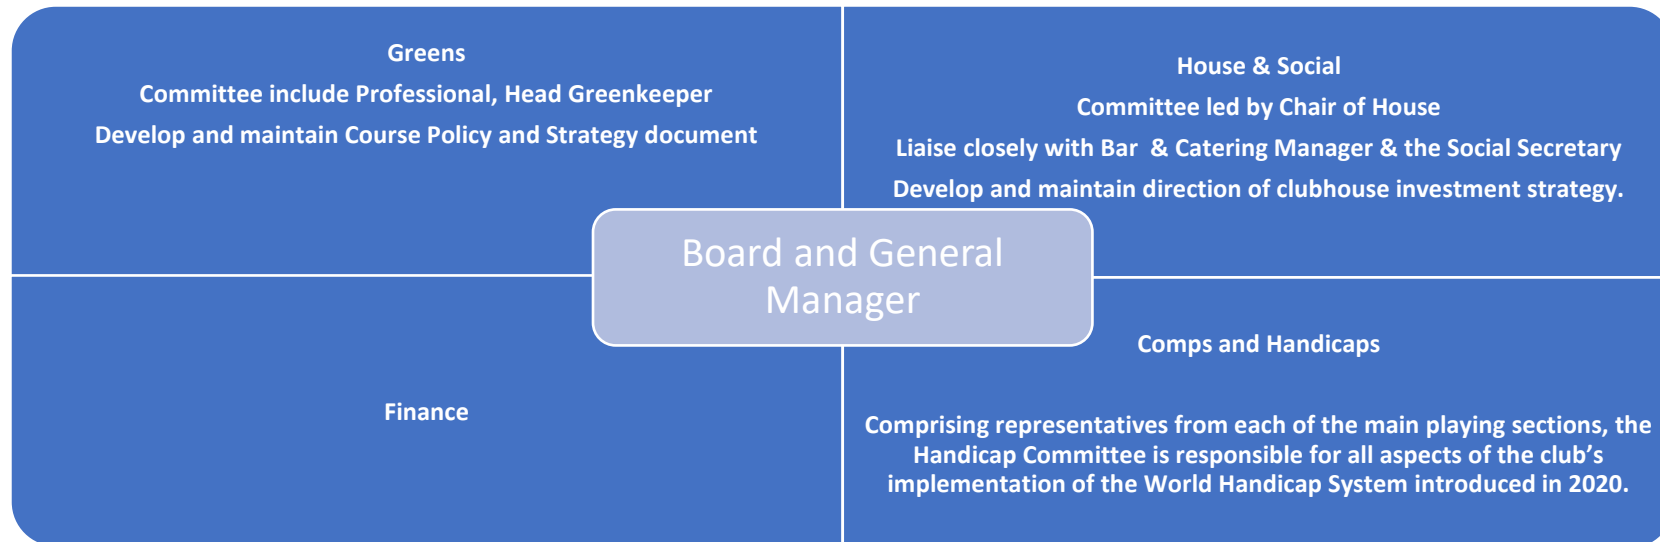 Greens
Committee include Professional, Head Greenkeeper
Develop and maintain Course Policy and Strategy document
House & Social
Committee led by Chair of House
Liaise closely with Bar  & Catering Manager & the Social Secretary
Develop and maintain direction of clubhouse investment strategy.
Board and General
Manager
Finance
Comps and Handicaps
Comprising representatives from each of the main playing sections, the
Handicap Committee is responsible for all aspects of the club’s
implementation of the World Handicap System introduced in 2020.